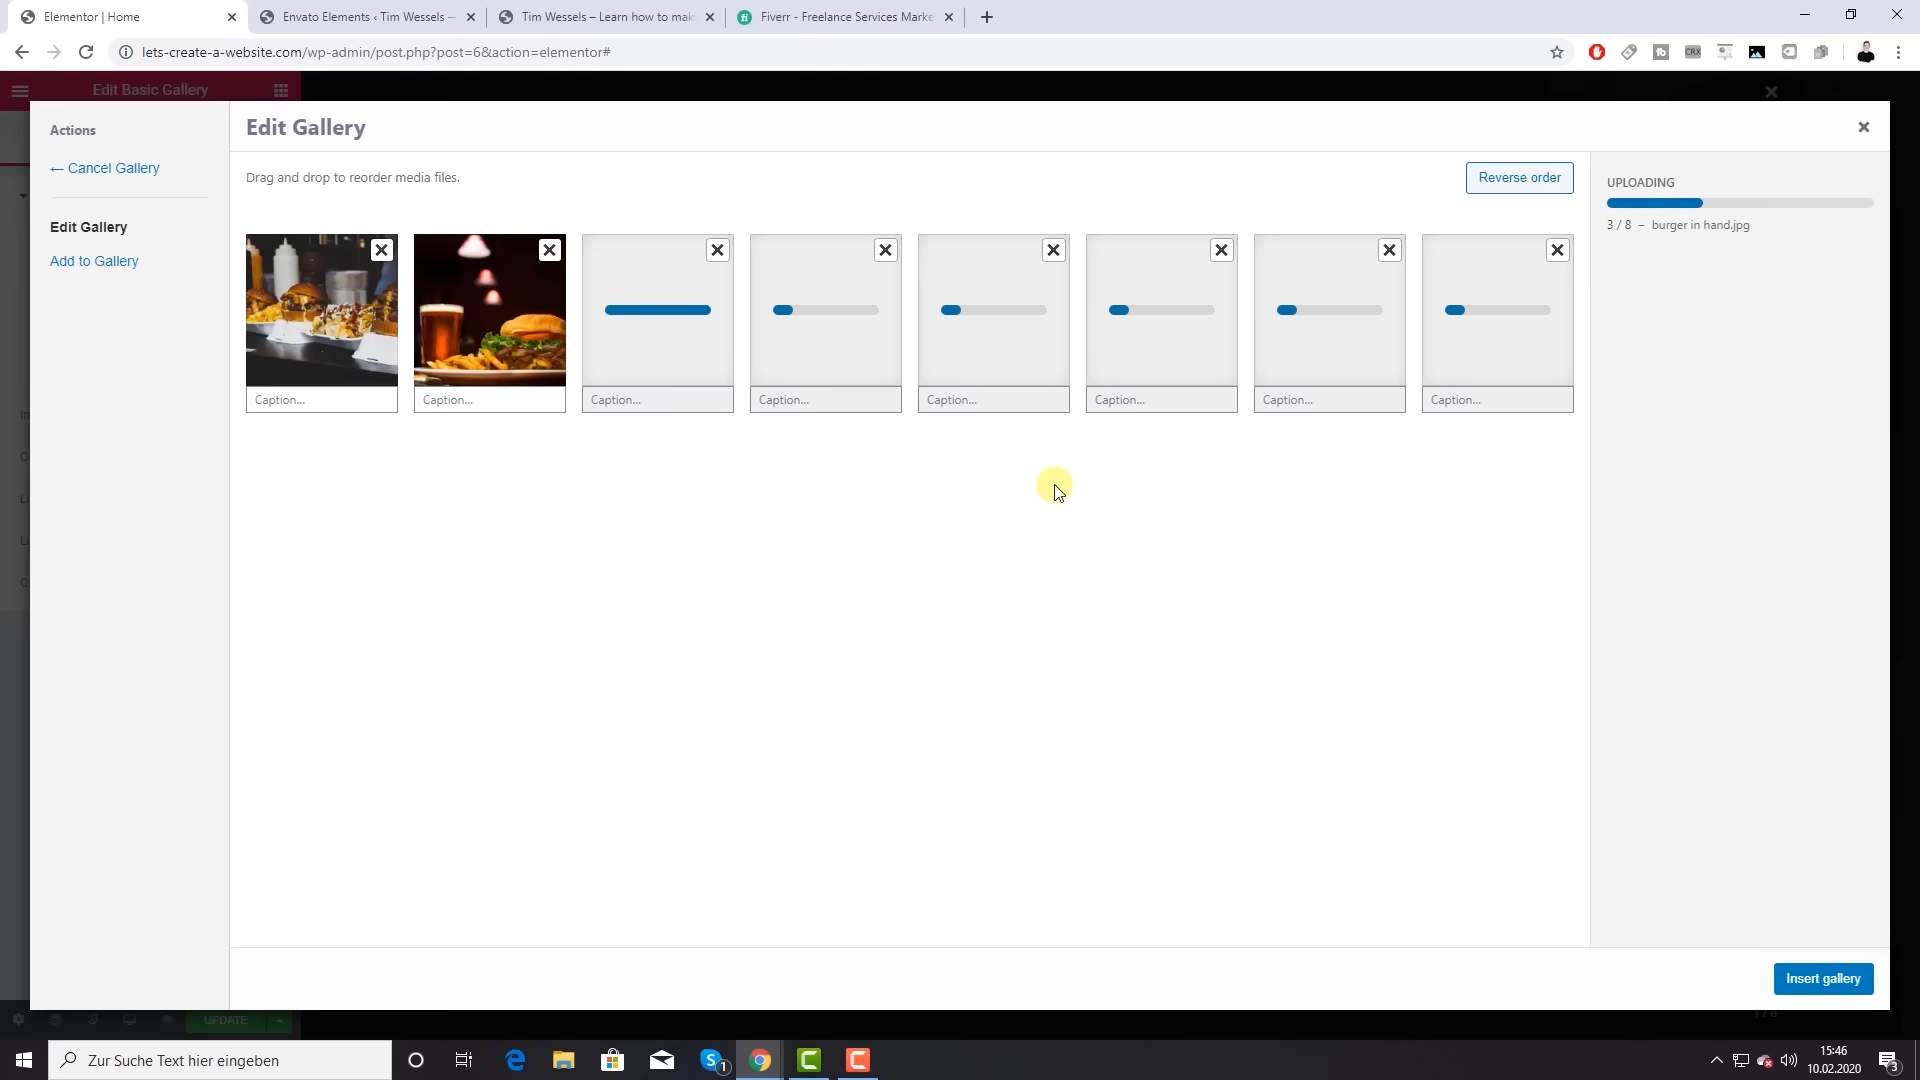 Elementor | Home
Envato Elements ‹ Tim Wessels —
Tim Wessels – Learn how to mak
Fiverr - Freelance Services Marke
lets-create-a-website.com/wp-admin/post.php?post=6&action=elementor#
Edit Basic Gallery
Actions
← Cancel Gallery
Edit Gallery
Add to Gallery
Edit Gallery
Drag and drop to reorder media files.
Reverse order
UPLOADING
3 / 8 – burger in hand.jpg
Caption...
Caption...
Caption...
Caption...
Caption...
Caption...
Caption...
Caption...
Insert gallery
UPDATE
Zur Suche Text hier eingeben
1
15:46
10.02.2020
3